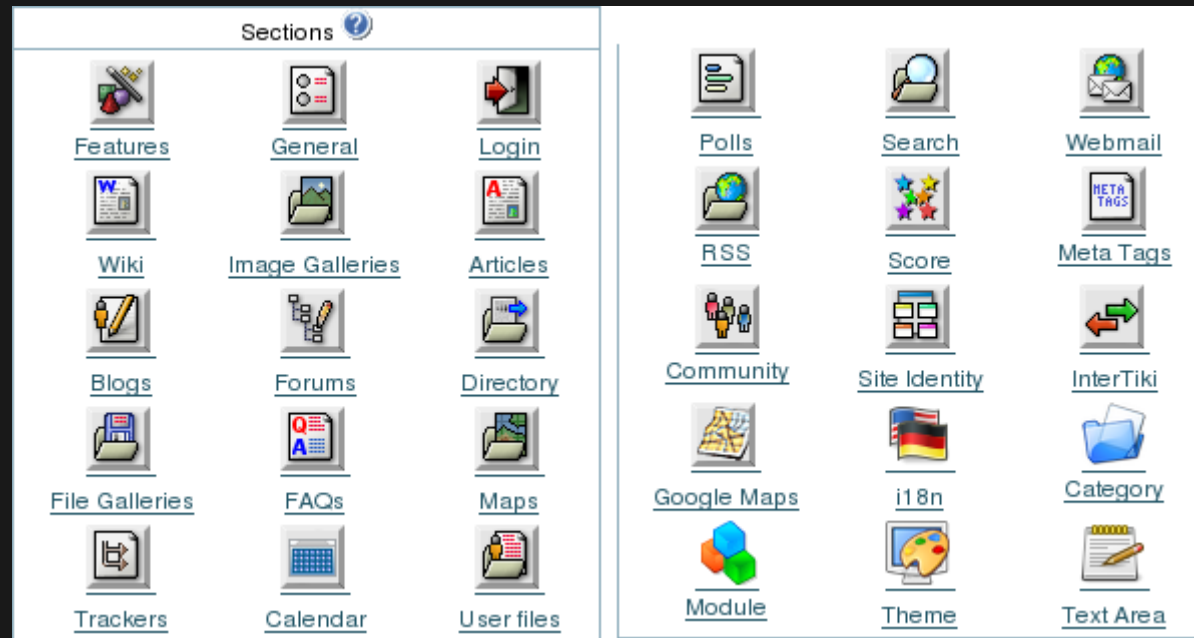 Sections ?
Features General Login
Wiki Image Galleries Articles
Blogs Forums Directory
File Galleries FAQs Maps
Trackers Calendar User files
Polls Search Webmail
RSS Score Meta Tags
Community Site Identity InterTiki
Google Maps i18n Category
Module Theme Text Area
W
A
Q
A
META
TAGS